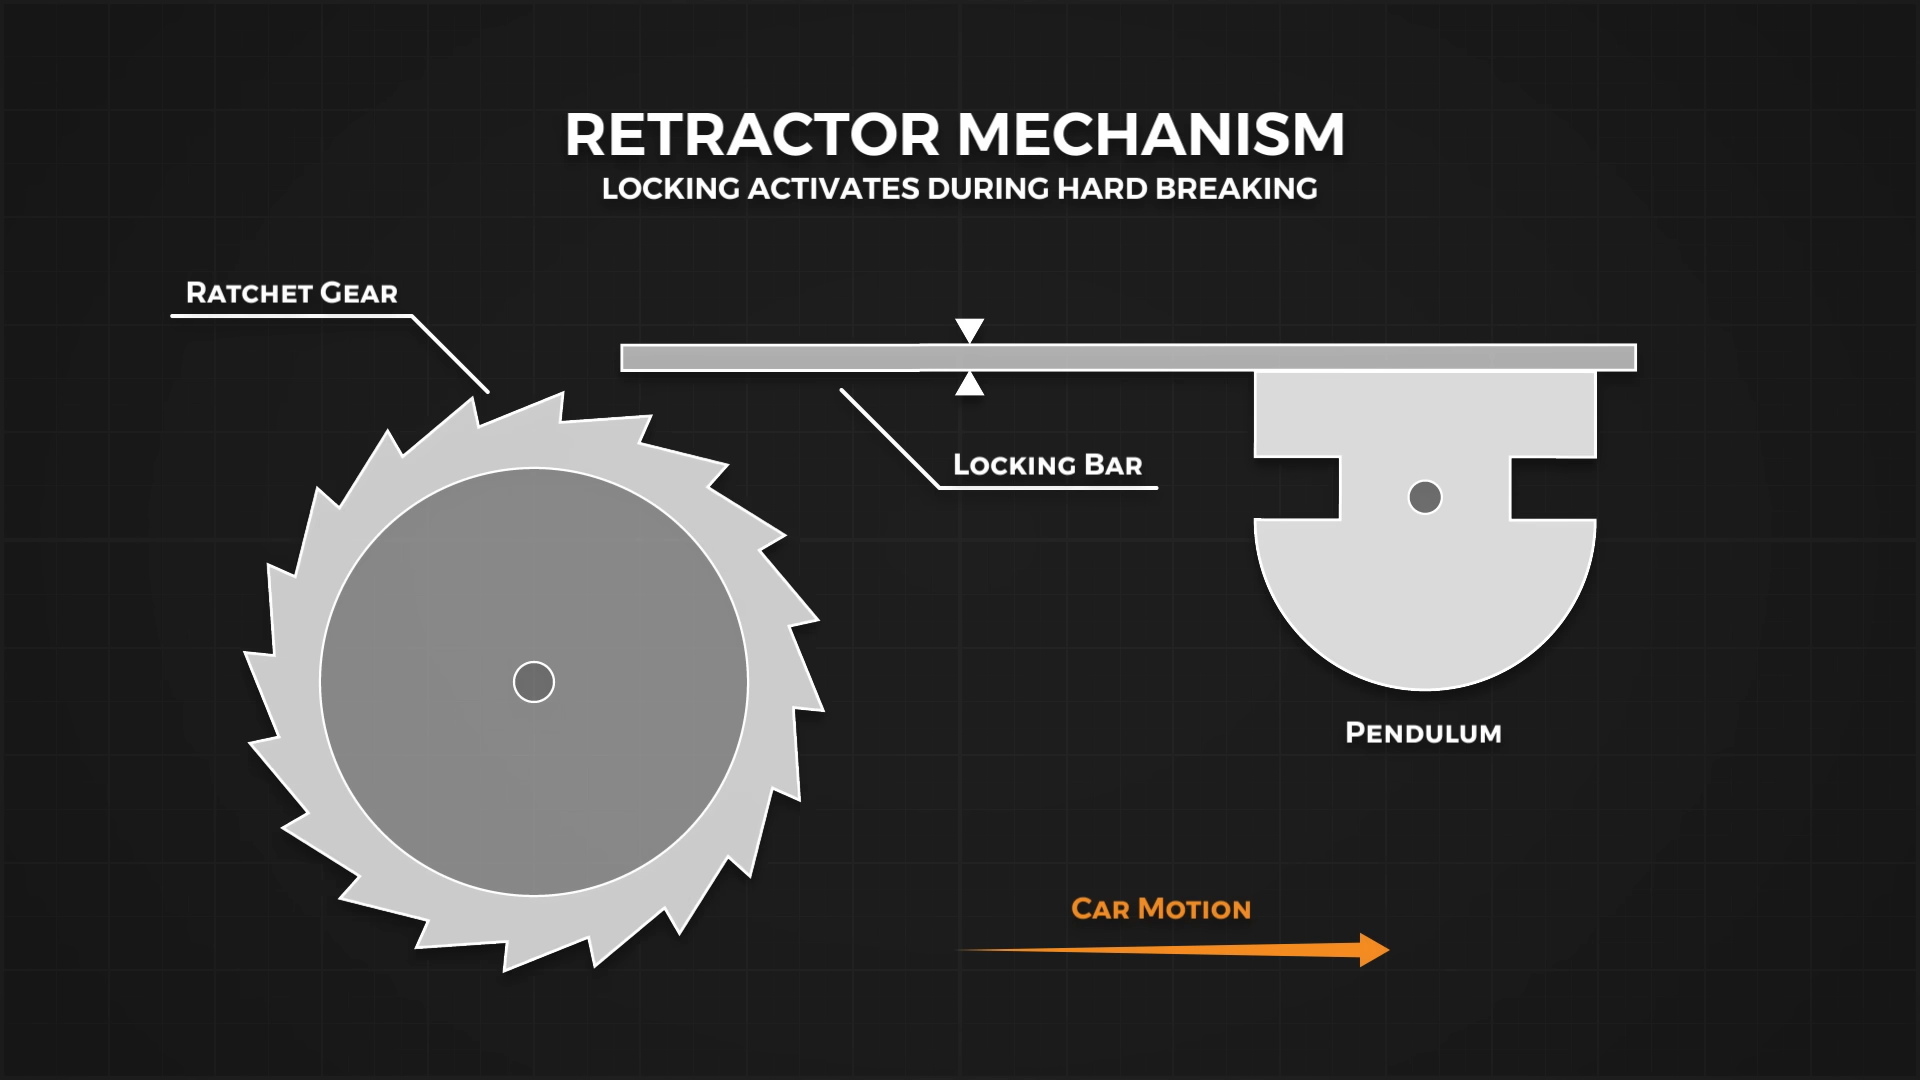 RETRACTOR MECHANISM
LOCKING ACTIVATES DURING HARD BREAKING
RATCHET GEAR
LOCKING BAR
PENDULUM
CAR MOTION